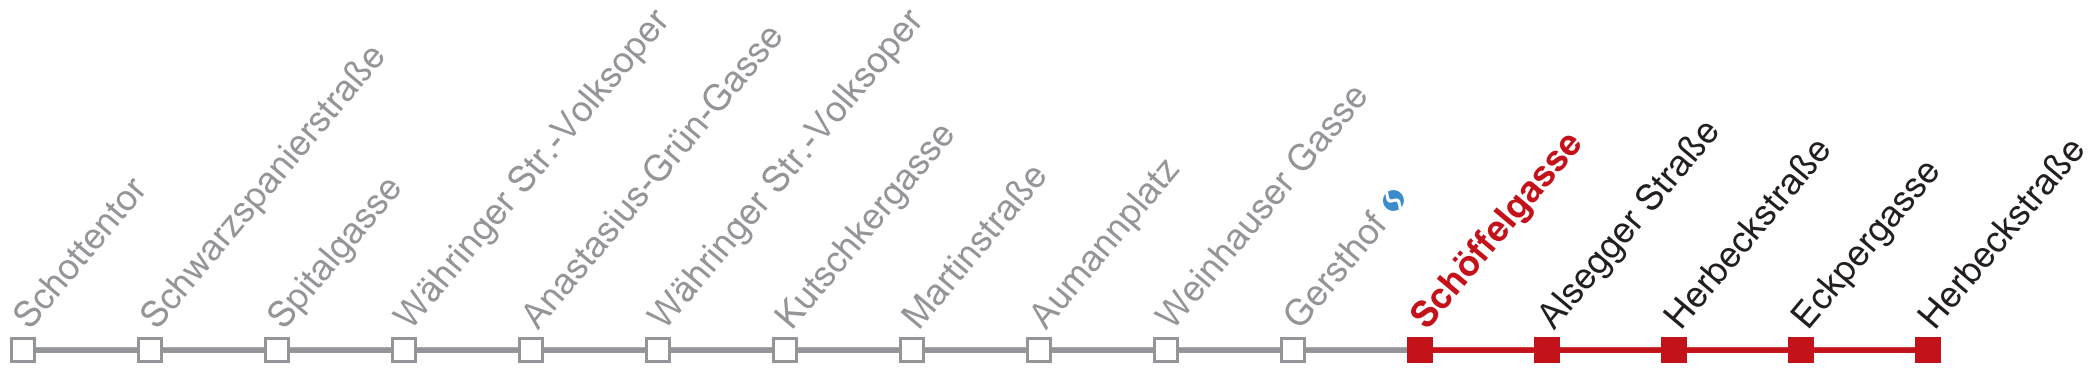 Schottentor
Schwarzspanierstraße
Spitalgasse
Währinger Str.-Volksoper
Anastasius-Grün-Gasse
Währinger Str.-Volksoper
Kutschkergasse
Martinstraße
Aumannplatz
Weinhauser Gasse
Gersthof
Schöffelgasse
Alsegger Straße
Herbeckstraße
Eckpergasse
Herbeckstraße